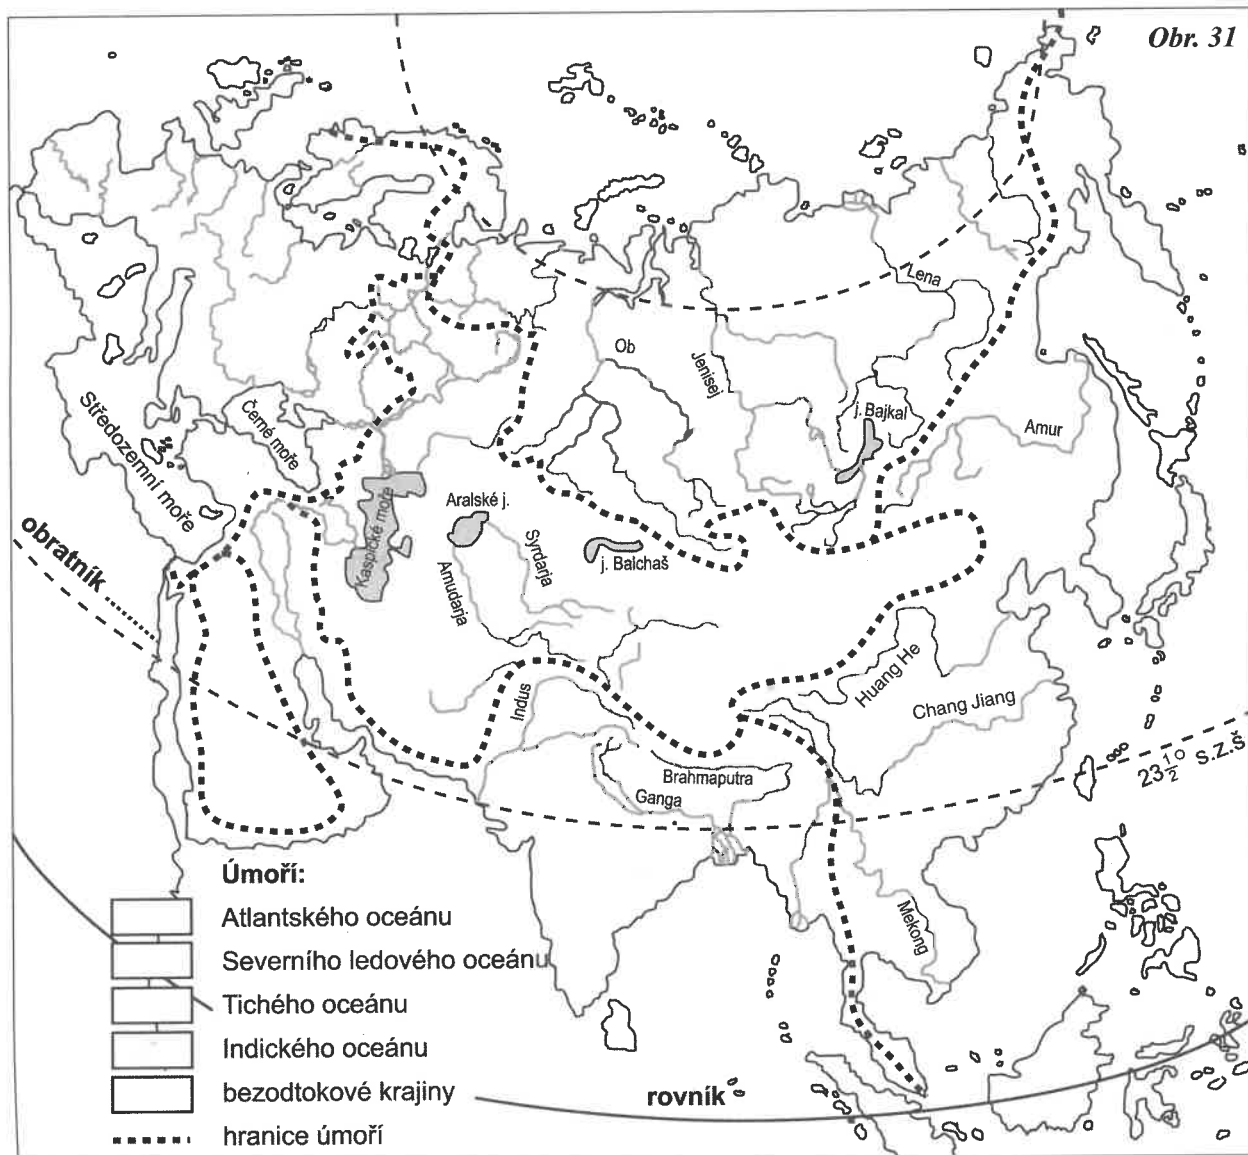 Obr. 31
Lena
Ob
Jenisej
j. Bajkal
Amur
Středozemní moře
Černé moře
Kaspické moře
Aralské j.
Syrdarja
Amudarja
j. Balchaš
obratník
Indus
Huang He
Chang Jiang
Brahmaputra
Ganga
23 1/2° s.z.š
Mekong
Úmoří:
Atlantského oceánu
Severního ledového oceánu
Tichého oceánu
Indického oceánu
bezodtokové krajiny
hranice úmoří
rovník